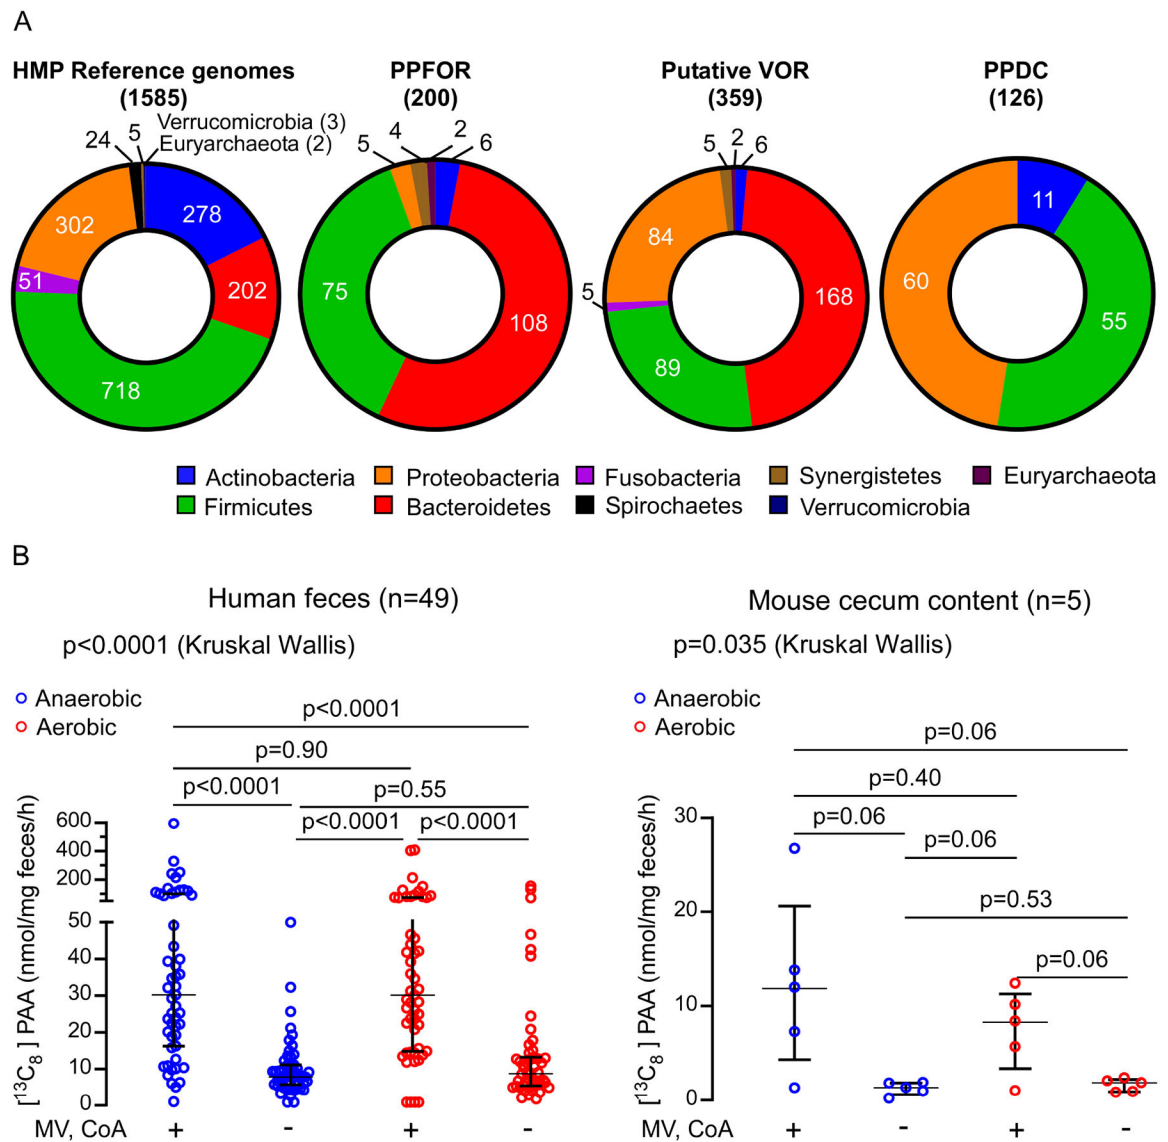 A
HMP Reference genomes
(1585)
PPFOR
(200)
Putative VOR
(359)
PPDC
(126)
24
5
Verrucomicrobia (3)
Euryarchaeota (2)
278
202
718
51
302
5
4
2
6
108
75
5
2
6
168
89
5
84
11
55
60
Actinobacteria
Proteobacteria
Fusobacteria
Synergistetes
Euryarchaeota
Firmicutes
Bacteroidetes
Spirochaetes
Verrucomicrobia
B
Human feces (n=49)
p<0.0001 (Kruskal Wallis)
Anaerobic
Aerobic
p<0.0001
p=0.90
p<0.0001
p=0.55
p<0.0001
p<0.0001
[¹³C₈] PAA (nmol/mg feces/h)
600
400
200
50
40
30
20
10
0
MV, CoA
+
-
+
-
Mouse cecum content (n=5)
p=0.035 (Kruskal Wallis)
Anaerobic
Aerobic
p=0.06
p=0.40
p=0.06
p=0.06
p=0.53
p=0.06
[¹³C₈] PAA (nmol/mg feces/h)
30
20
10
0
MV, CoA
+
-
+
-